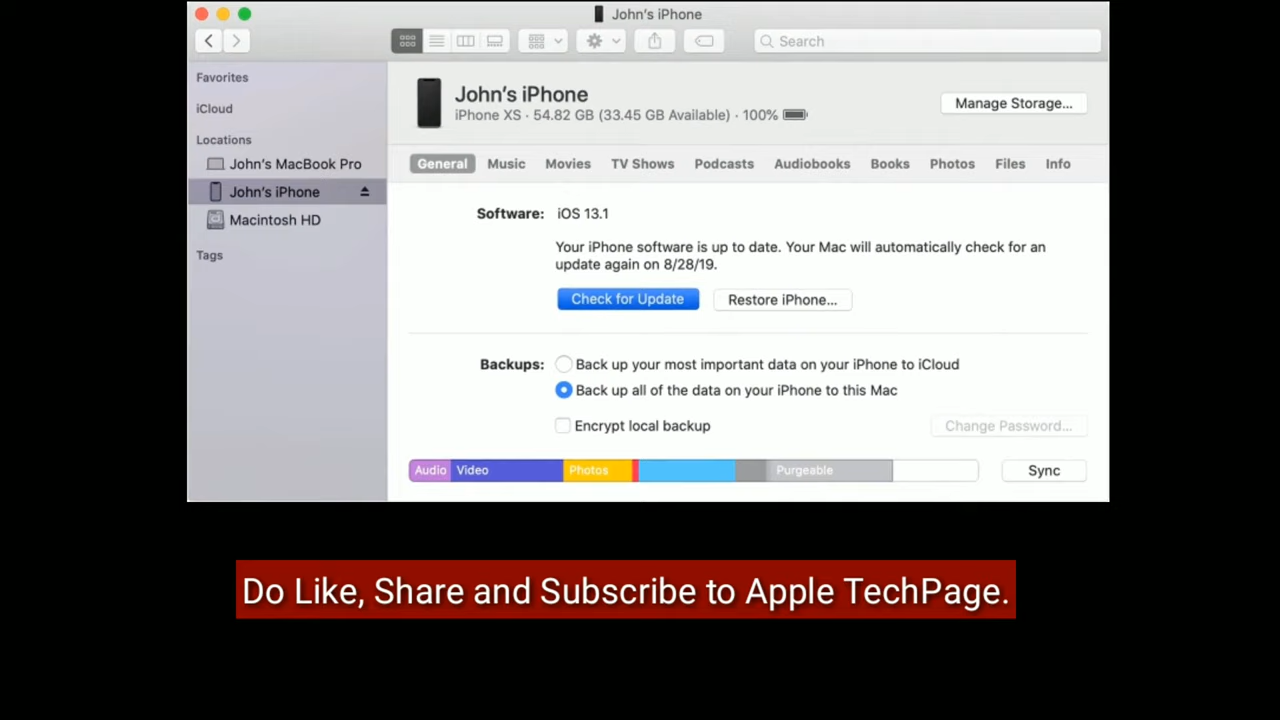 John's iPhone
Search
Favorites
iCloud
Locations
John's MacBook Pro
John's iPhone
Macintosh HD
Tags
John's iPhone
iPhone XS · 54.82 GB (33.45 GB Available) · 100%
Manage Storage...
General Music Movies TV Shows Podcasts Audiobooks Books Photos Files Info
Software: iOS 13.1
Your iPhone software is up to date. Your Mac will automatically check for an
update again on 8/28/19.
Check for Update Restore iPhone...
Backups: Back up your most important data on your iPhone to iCloud
Back up all of the data on your iPhone to this Mac
Encrypt local backup Change Password...
Audio Video Photos Purgeable Sync
Do Like, Share and Subscribe to Apple TechPage.